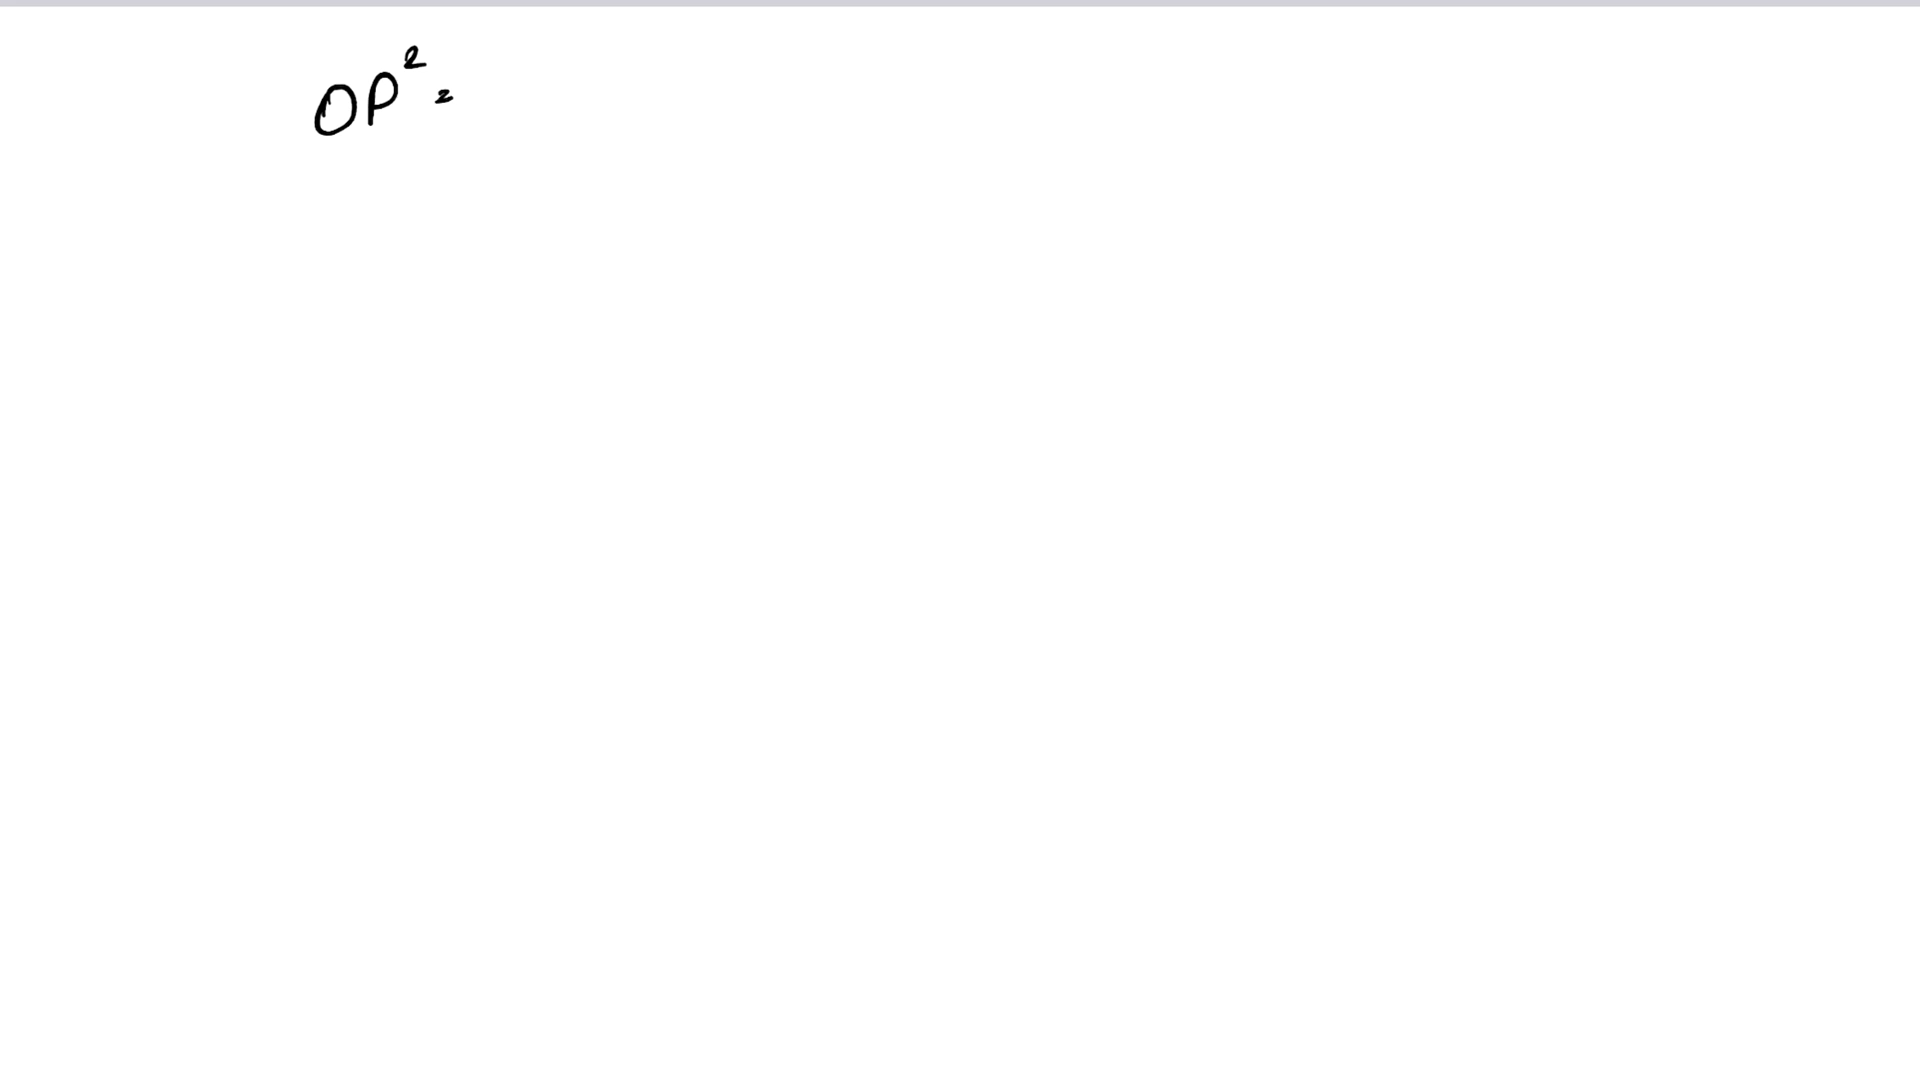 OP² =